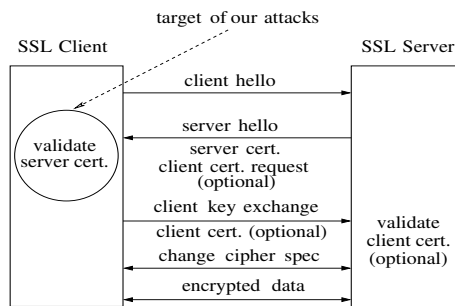 target of our attacks
SSL Client
SSL Server
client hello
server hello
validate
server cert.
server cert.
client cert. request
(optional)
client key exchange
client cert. (optional)
validate
client cert.
(optional)
change cipher spec
encrypted data